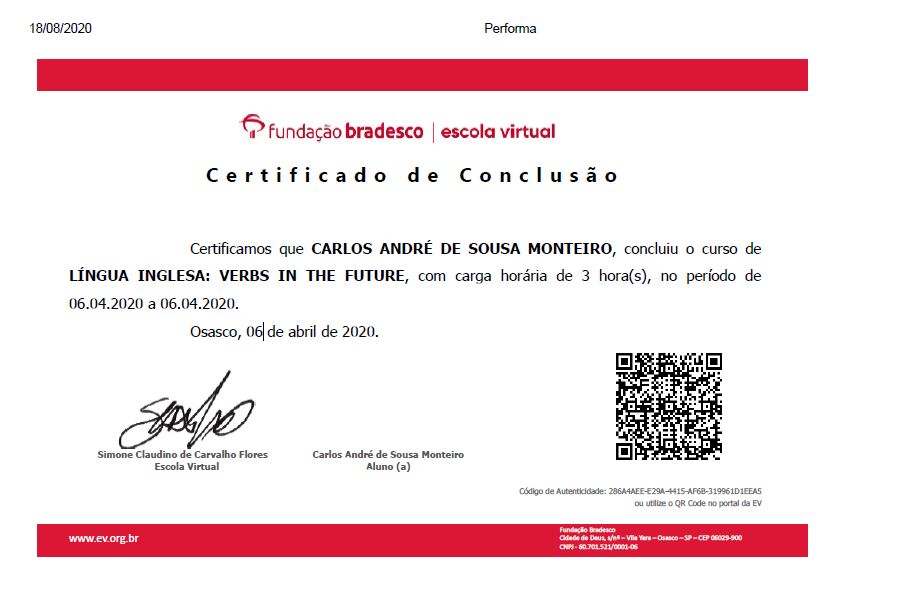 18/08/2020 Performa
fundação bradesco | escola virtual
Certificado de Conclusão
Certificamos que CARLOS ANDRÉ DE SOUSA MONTEIRO, concluiu o curso de
LÍNGUA INGLESA: VERBS IN THE FUTURE, com carga horária de 3 hora(s), no período de
06.04.2020 a 06.04.2020.
Osasco, 06 de abril de 2020.
Simone Claudino de Carvalho Flores
Escola Virtual
Carlos André de Sousa Monteiro
Aluno (a)
Código de Autenticidade: 286A4AEE-E29A-4415-AF6B-319961D1EEA5
ou utilize o QR Code no portal da EV
www.ev.org.br
Fundação Bradesco
Cidade de Deus, s/nº – Vila Yara – Osasco – SP – CEP 06029-900
CNPJ - 60.701.521/0001-06